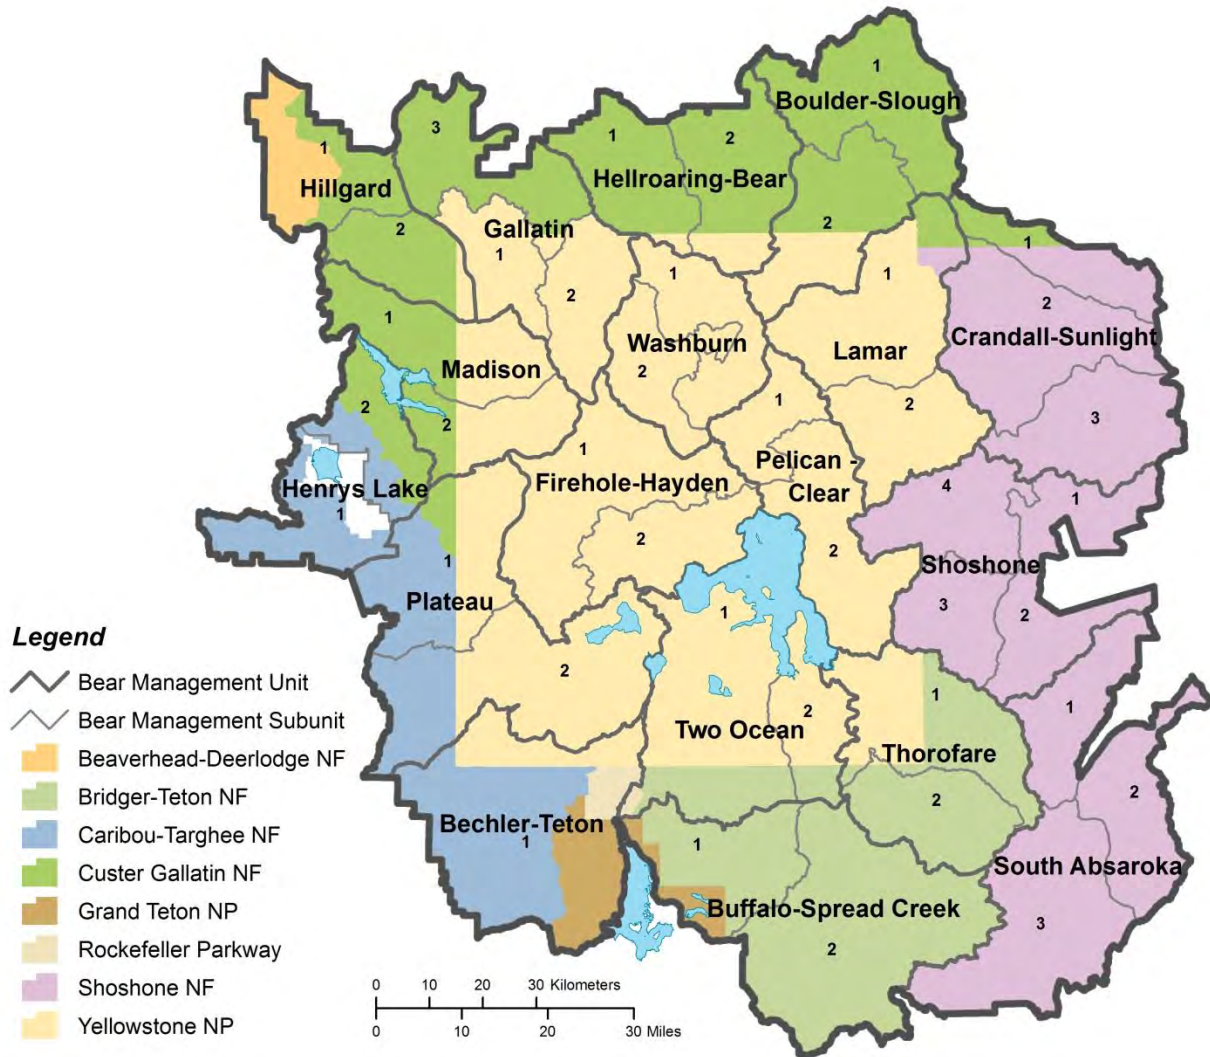 1
Boulder-Slough
3
1
2
1
Hellroaring-Bear
Hillgard
2
Gallatin
2
1
1
1
1
2
2
Crandall-Sunlight
1
Washburn
Lamar
Madison
2
1
2
2
2
3
1
Pelican -
Clear
Firehole-Hayden
4
1
Henrys Lake
1
2
2
Shoshone
1
Plateau
3
2
1
Legend
2
1
1
2
Two Ocean
Thorofare
Bear Management Unit
Bear Management Subunit
Beaverhead-Deerlodge NF
Bridger-Teton NF
2
2
Caribou-Targhee NF
Bechler-Teton
1
1
South Absaroka
Custer Gallatin NF
Grand Teton NP
Buffalo-Spread Creek
3
Rockefeller Parkway
2
Shoshone NF
0 10 20 30 Kilometers
Yellowstone NP
0 10 20 30 Miles